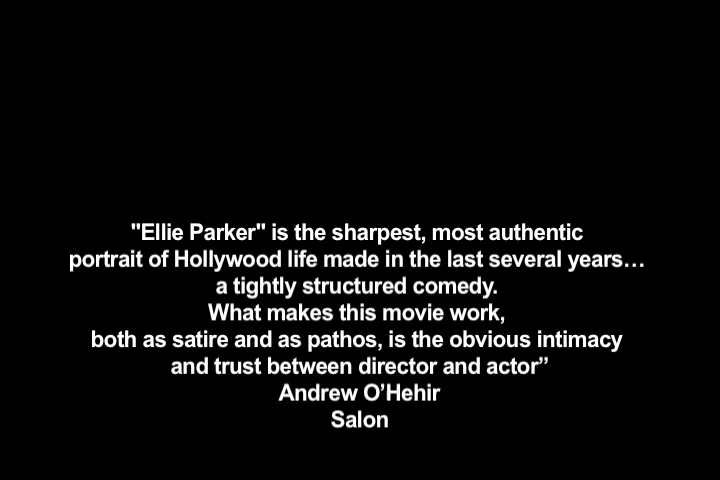 "Ellie Parker" is the sharpest, most authentic
portrait of Hollywood life made in the last several years…
a tightly structured comedy.
What makes this movie work,
both as satire and as pathos, is the obvious intimacy
and trust between director and actor”
Andrew O’Hehir
Salon